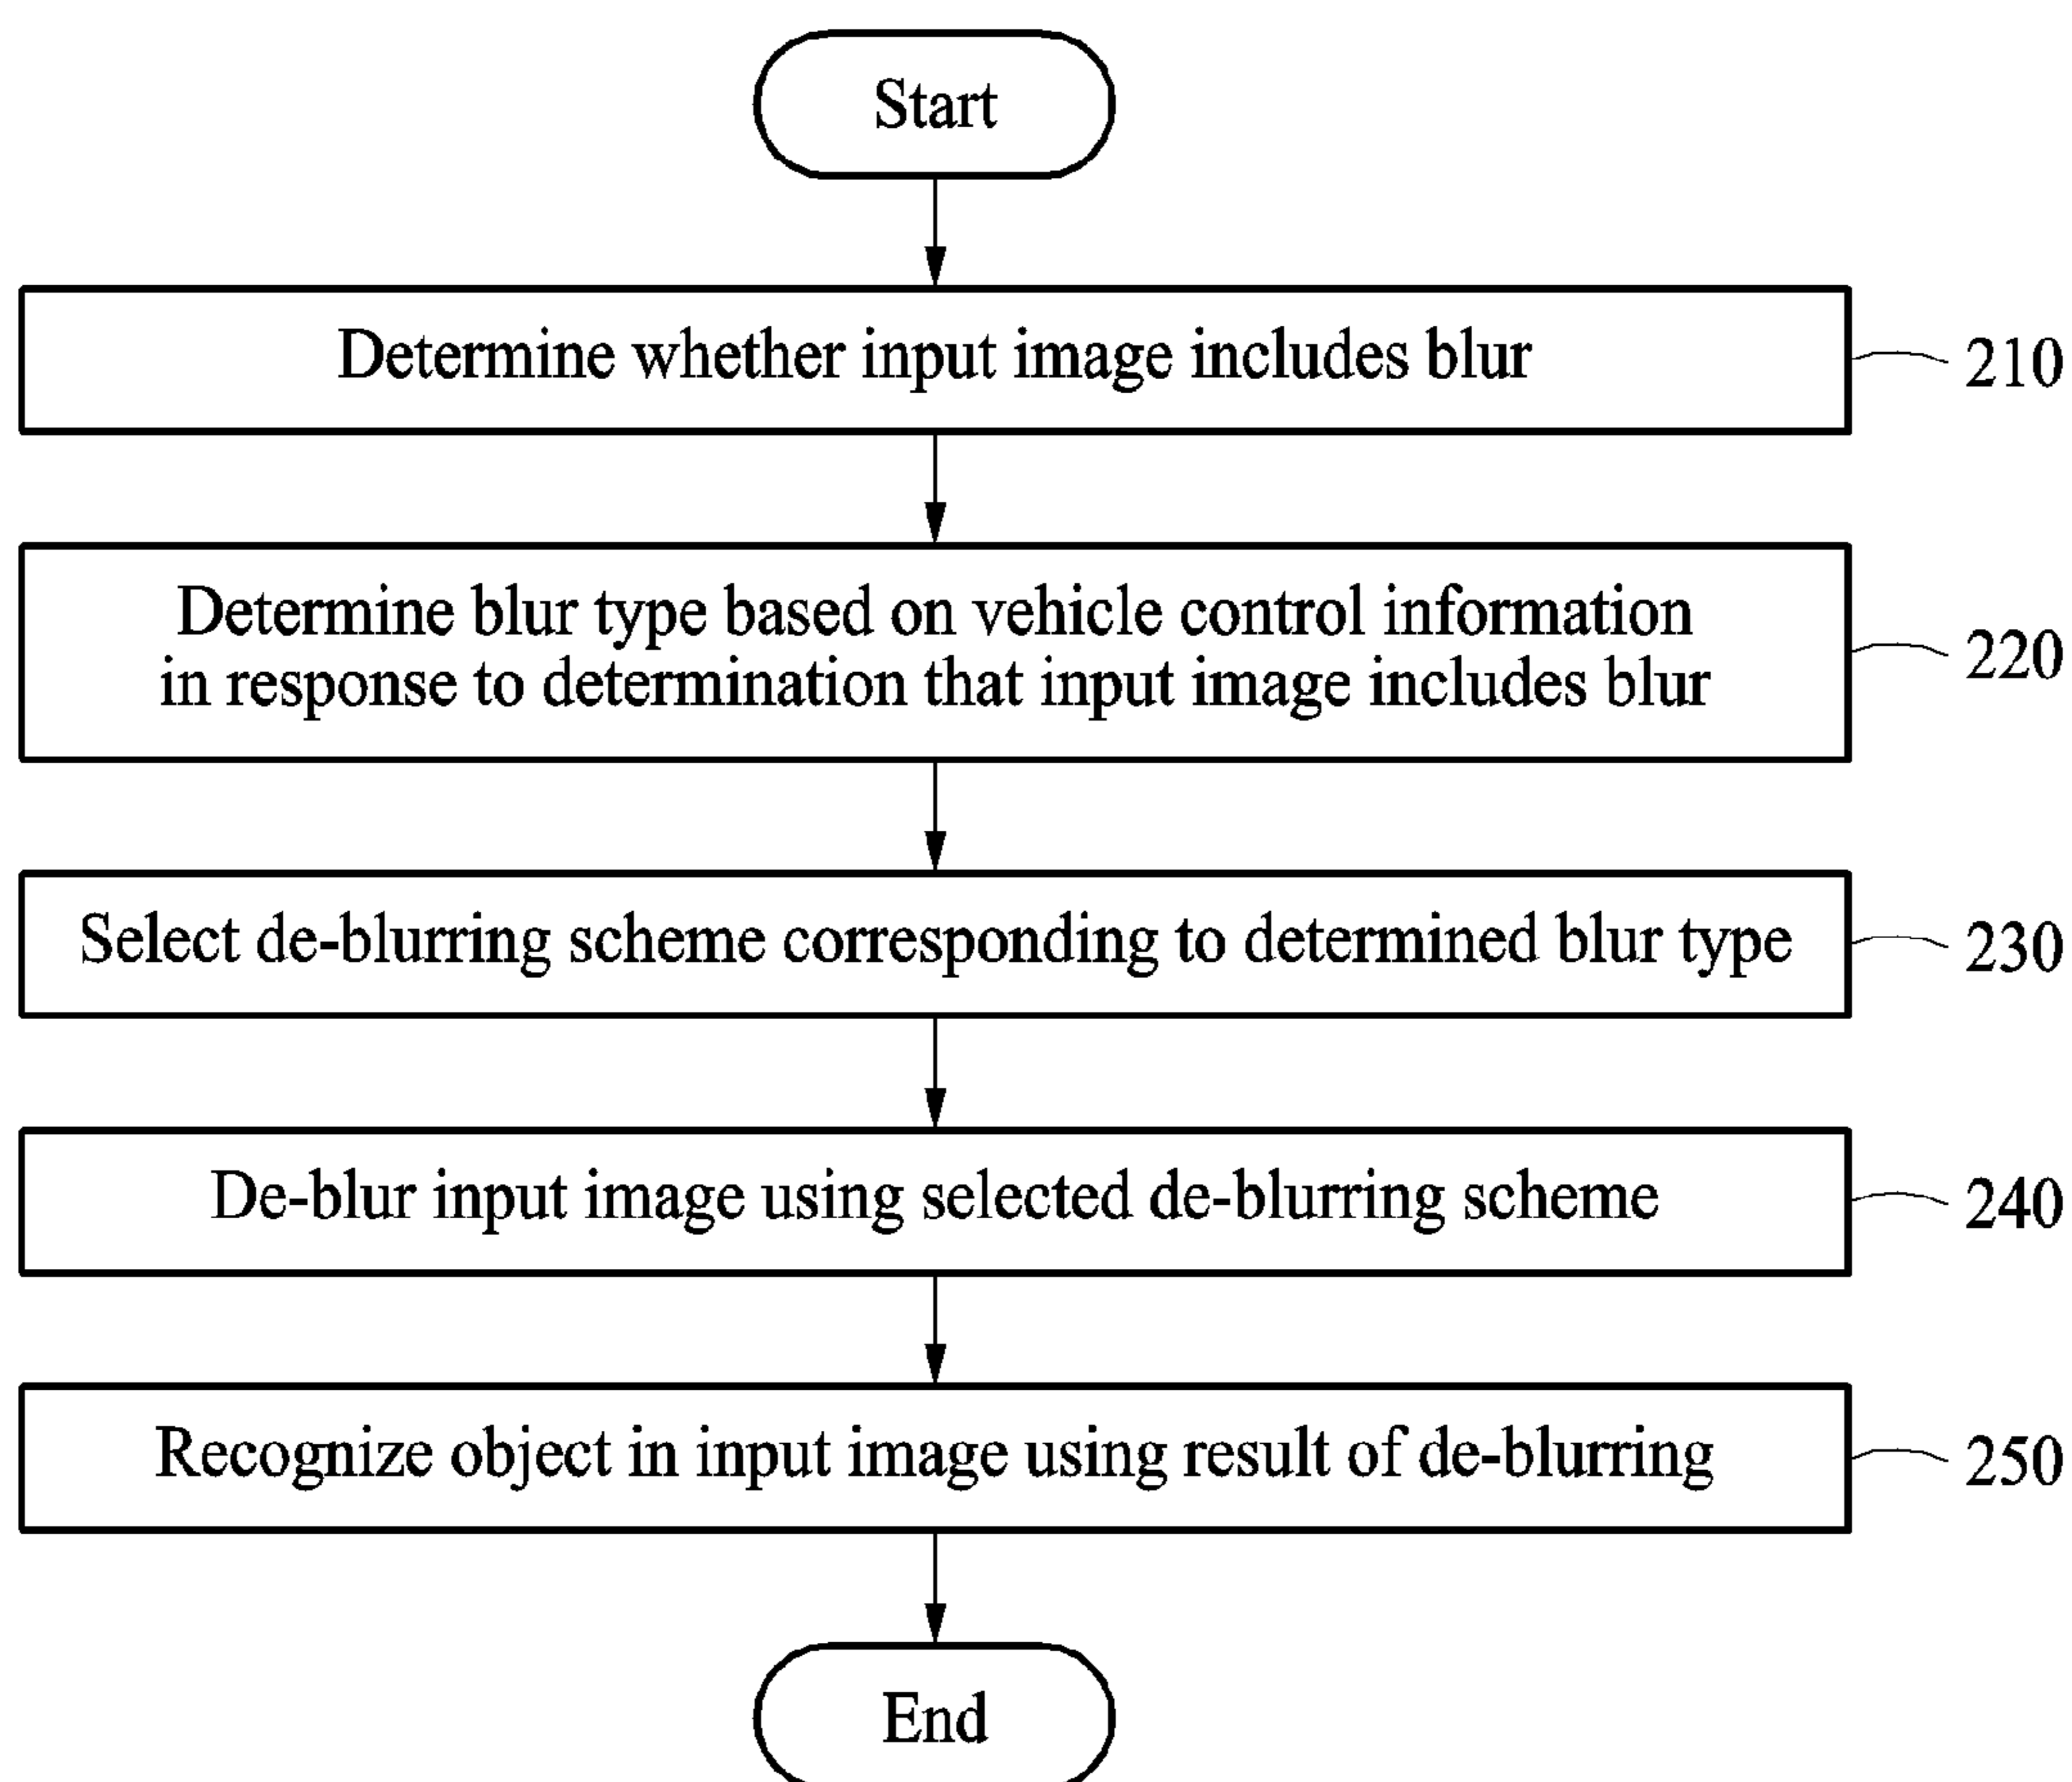 Start
Determine whether input image includes blur
210
Determine blur type based on vehicle control information
in response to determination that input image includes blur
220
Select de-blurring scheme corresponding to determined blur type
230
De-blur input image using selected de-blurring scheme
240
Recognize object in input image using result of de-blurring
250
End